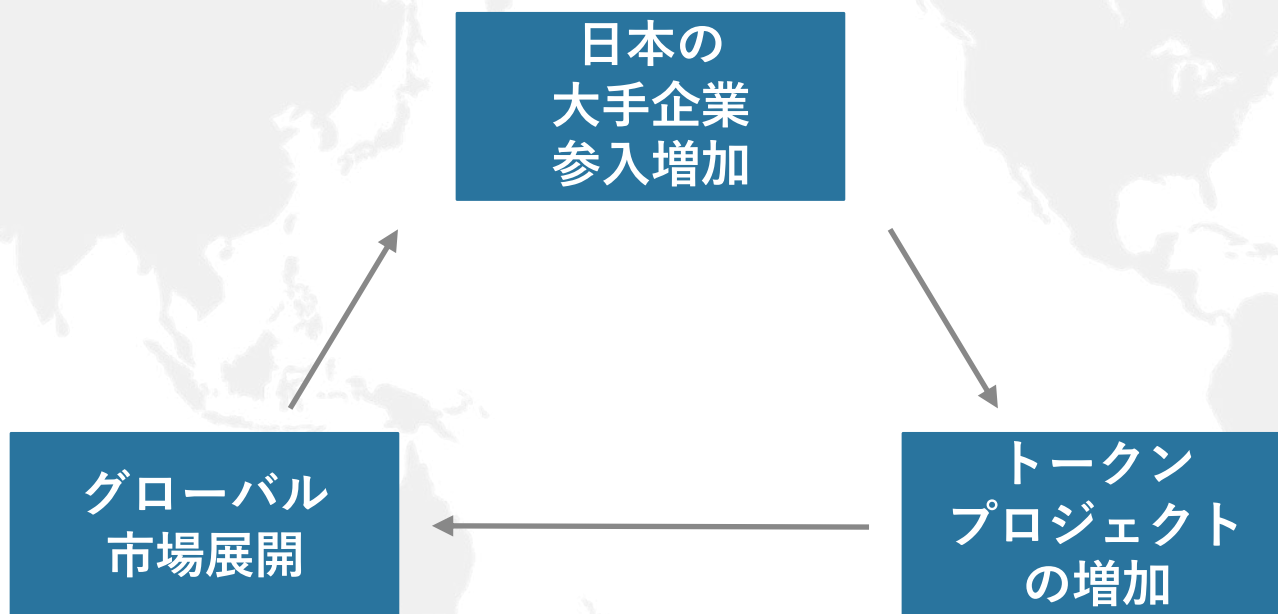 日本の
大手企業
参入増加
グローバル
市場展開
トークン
プロジェクト
の増加